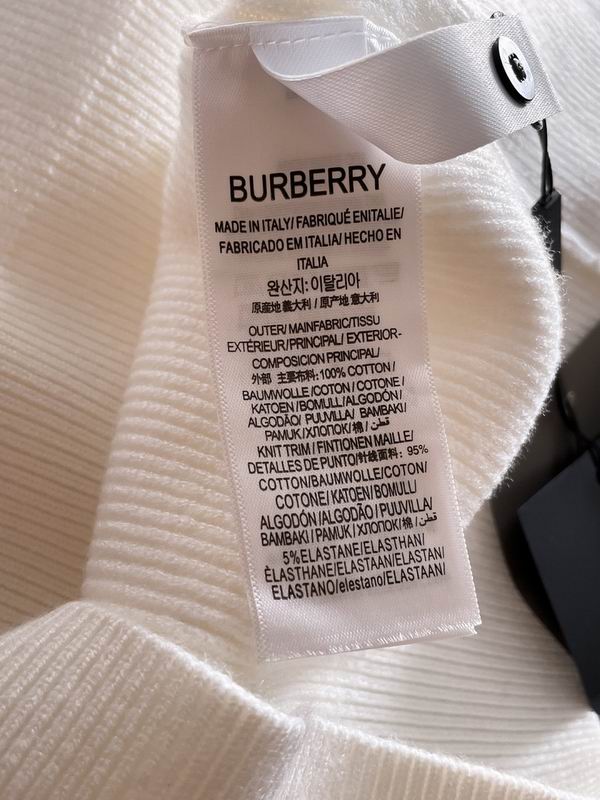 BURBERRY
MADE IN ITALY/ FABRIQUÉ ENITALIE/
FABRICADO EM ITALIA/ HECHO EN
ITALIA
완산지: 이탈리아
原産地 義大利 / 原产地 意大利
OUTER/ MAINFABRIC/TISSU
EXTÉRIEUR/PRINCIPAL/ EXTERIOR-
COMPOSICION PRINCIPAL/
外部 主要布料:100% COTTON/
BAUMWOLLE/COTON/ COTONE/
KATOEN/BOMULL/ALGODÓN/
ALGODÃO/ PUUVILLA/ BAMBAKI/
PAMUK/ХЛОПОК/棉/ قطن/
KNIT TRIM / FINTIONEN MAILLE/
DETALLES DE PUNTO/針線面料: 95%
COTTON/BAUMWOLLE/COTON/
COTONE/ KATOEN/ BOMULL/
ALGODÓN/ALGODÃO/ PUUVILLA/
BAMBAKI / PAMUK / ХЛОПОК/棉/ قطن/
5%ELASTANE/ELASTHAN/
ÈLASTHANE/ELASTAAN/ELASTAN/
ELASTANO/elestano/ELASTAAN/